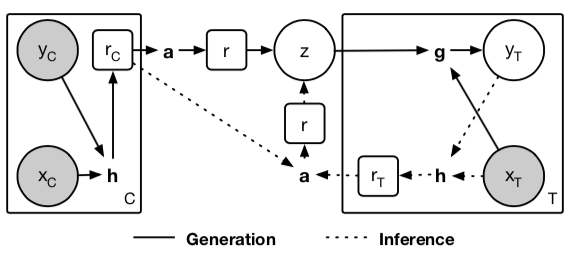 y_C r_C a r z g y_T
r
x_C h C a r_T h x_T T
Generation Inference